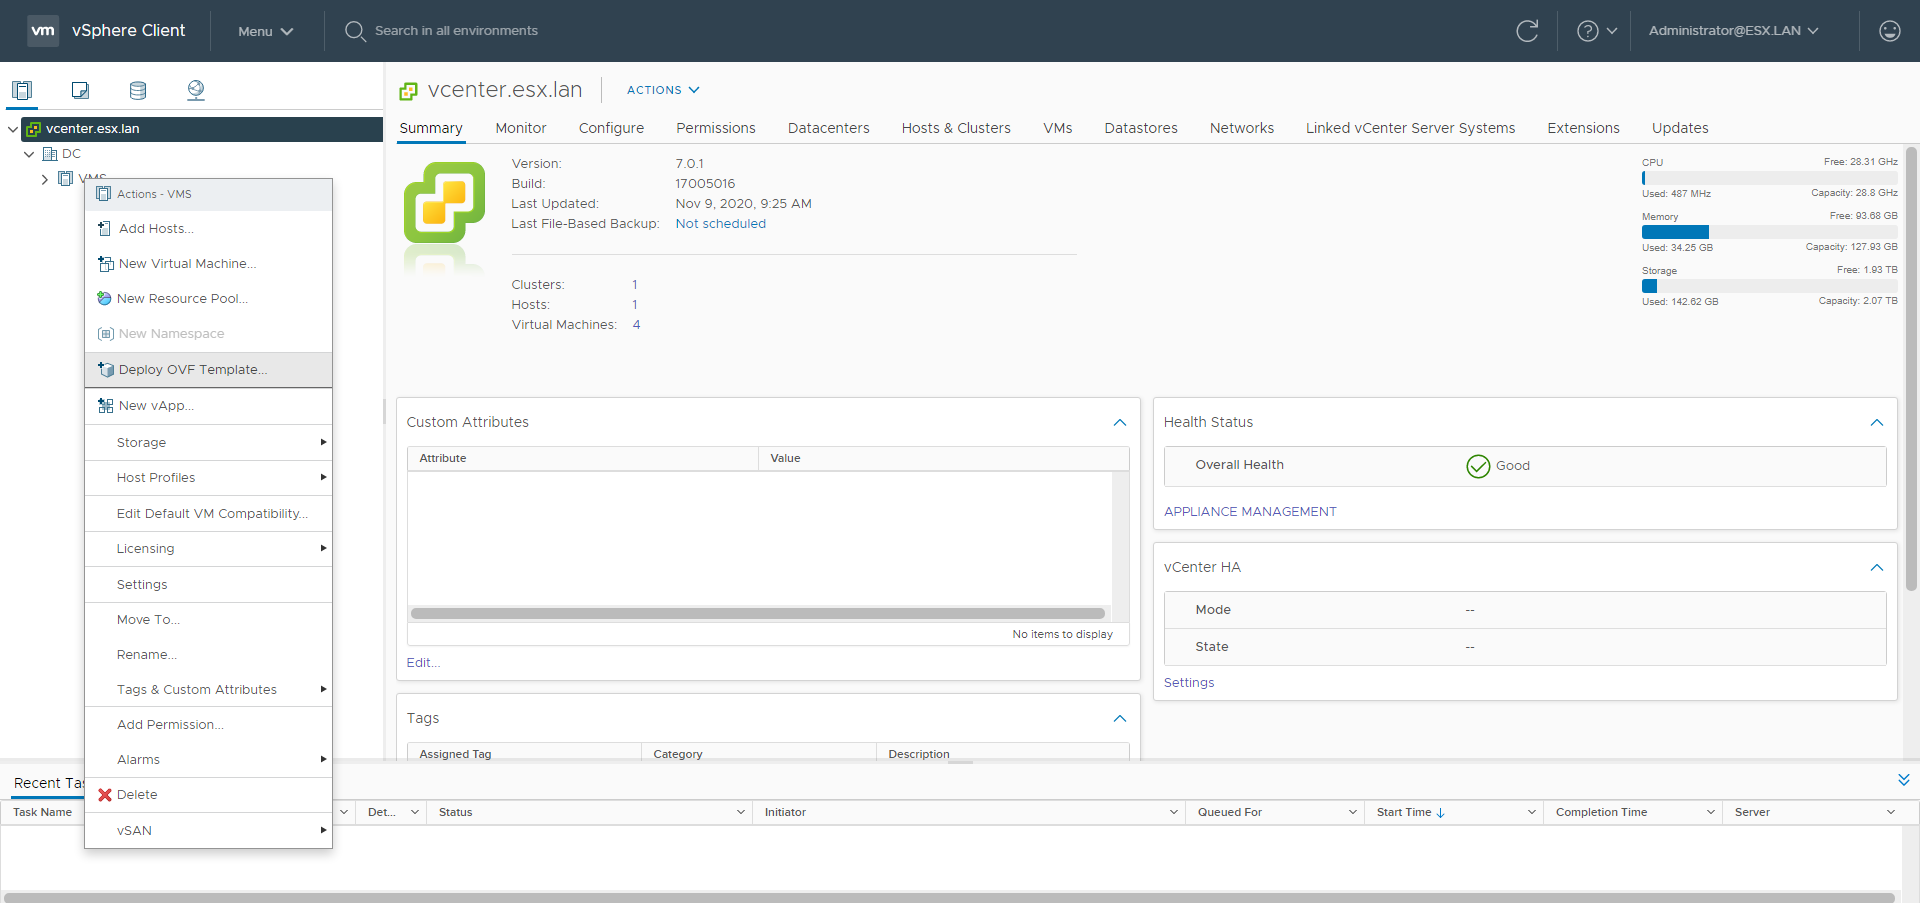 vm vSphere Client Menu Search in all environments Administrator@ESX.LAN
vcenter.esx.lan
DC
Actions - VMS
Add Hosts...
New Virtual Machine...
New Resource Pool...
New Namespace
Deploy OVF Template...
New vApp...
Storage
Host Profiles
Edit Default VM Compatibility...
Licensing
Settings
Move To...
Rename...
Tags & Custom Attributes
Add Permission...
Alarms
Delete
vSAN
vcenter.esx.lan ACTIONS
Summary Monitor Configure Permissions Datacenters Hosts & Clusters VMs Datastores Networks Linked vCenter Server Systems Extensions Updates
Version: 7.0.1
Build: 17005016
Last Updated: Nov 9, 2020, 9:25 AM
Last File-Based Backup: Not scheduled
Clusters: 1
Hosts: 1
Virtual Machines: 4
CPU Free: 28.31 GHz
Used: 487 MHz Capacity: 28.8 GHz
Memory Free: 93.68 GB
Used: 34.25 GB Capacity: 127.93 GB
Storage Free: 1.93 TB
Used: 142.62 GB Capacity: 2.07 TB
Custom Attributes
Attribute Value
No items to display
Edit...
Tags
Assigned Tag Category Description
Health Status
Overall Health Good
APPLIANCE MANAGEMENT
vCenter HA
Mode --
State --
Settings
Recent
Task Name Det... Status Initiator Queued For Start Time Completion Time Server